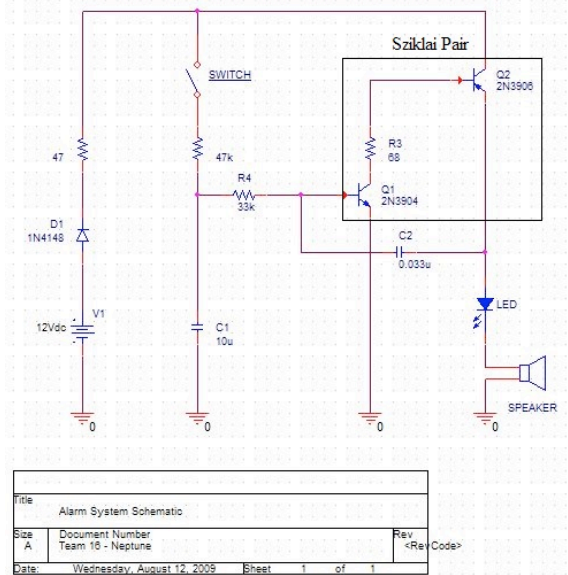 Sziklai Pair
SWITCH
Q2
2N3906
47
47k
R3
68
R4
33k
Q1
2N3904
D1
1N4148
C2
0.033u
V1
12Vdc
C1
10u
LED
SPEAKER
0
0
0
0
Title
Alarm System Schematic
Size
A
Document Number
Team 16 - Neptune
Rev
<RevCode>
Date: Wednesday, August 12, 2009 Sheet 1 of 1